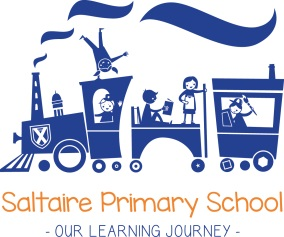 Saltaire Primary School
- OUR LEARNING JOURNEY -